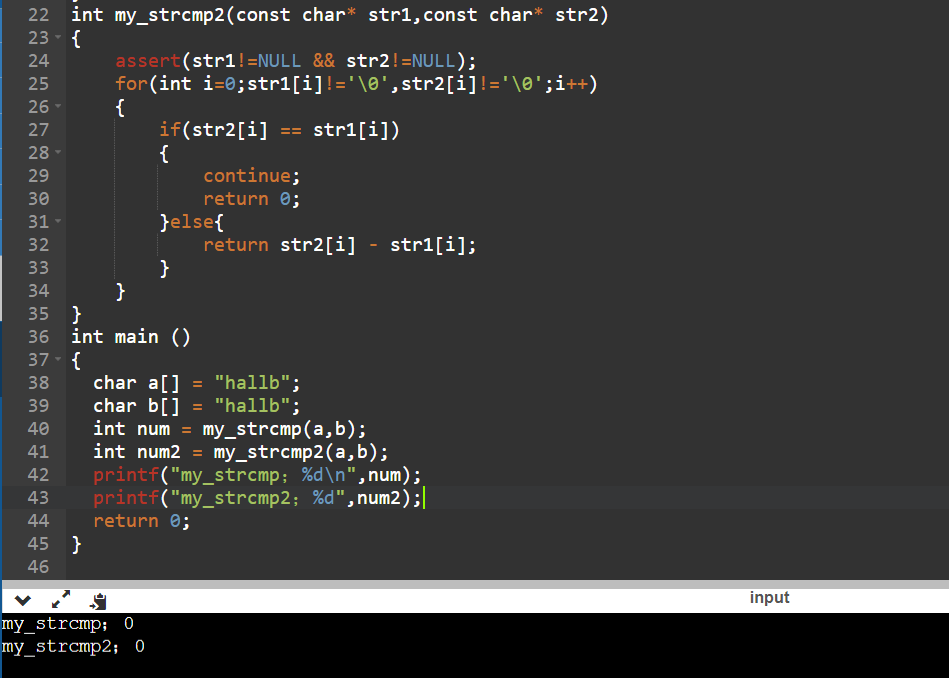 22 int my_strcmp2(const char* str1,const char* str2)
23 {
24     assert(str1!=NULL && str2!=NULL);
25     for(int i=0;str1[i]!='\0',str2[i]!='\0';i++)
26     {
27         if(str2[i] == str1[i])
28         {
29             continue;
30             return 0;
31         }else{
32             return str2[i] - str1[i];
33         }
34     }
35 }
36 int main ()
37 {
38   char a[] = "hallb";
39   char b[] = "hallb";
40   int num = my_strcmp(a,b);
41   int num2 = my_strcmp2(a,b);
42   printf("my_strcmp；%d\n",num);
43   printf("my_strcmp2；%d",num2);
44   return 0;
45 }
46
input
my_strcmp；0
my_strcmp2；0